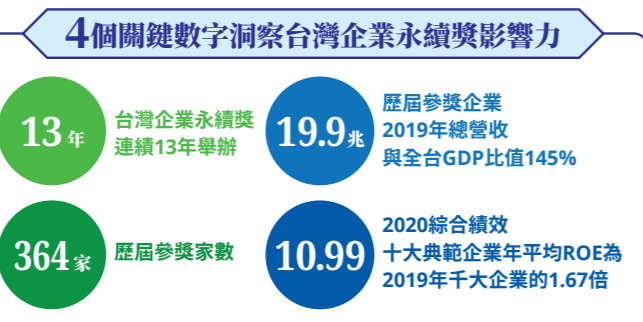 4個關鍵數字洞察台灣企業永續獎影響力
13年
台灣企業永續獎
連續13年舉辦
19.9兆
歷屆參獎企業
2019年總營收
與全台GDP比值145%
364家
歷屆參獎家數
10.99
2020綜合績效
十大典範企業年平均ROE為
2019年千大企業的1.67倍